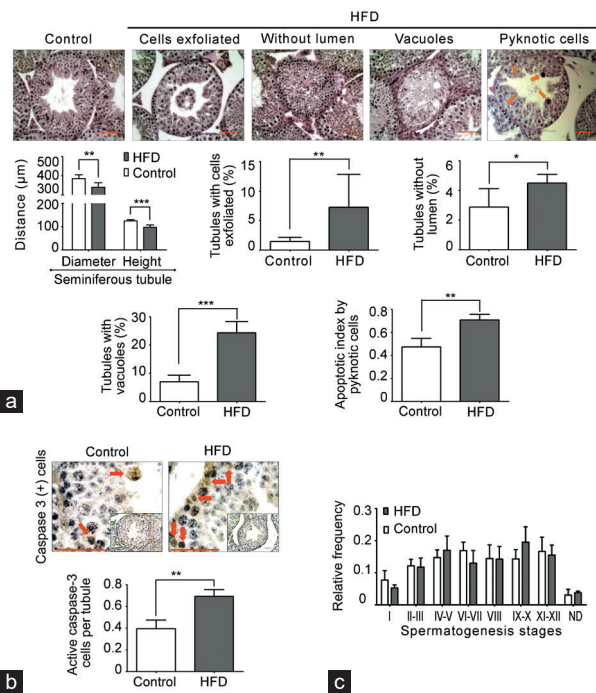 HFD
Control
Cells exfoliated
Without lumen
Vacuoles
Pyknotic cells
Distance (µm)
400
300
200
100
0
**
***
HFD
Control
Diameter
Height
Seminiferous tubule
Tubules with cells
exfoliated (%)
15
10
5
0
**
Control
HFD
Tubules without
lumen (%)
6
4
2
0
*
Control
HFD
Tubules with
vacuoles (%)
30
20
10
0
***
Control
HFD
Apoptotic index by
pyknotic cells
0.8
0.6
0.4
0.2
0
**
Control
HFD
a
Control
HFD
Caspase 3 (+) cells
Active caspase-3
cells per tubule
0.8
0.6
0.4
0.2
0
**
Control
HFD
b
Relative frequency
0.3
0.2
0.1
0
HFD
Control
I
II-III
IV-V
VI-VII
VIII
IX-X
XI-XII
ND
Spermatogenesis stages
c